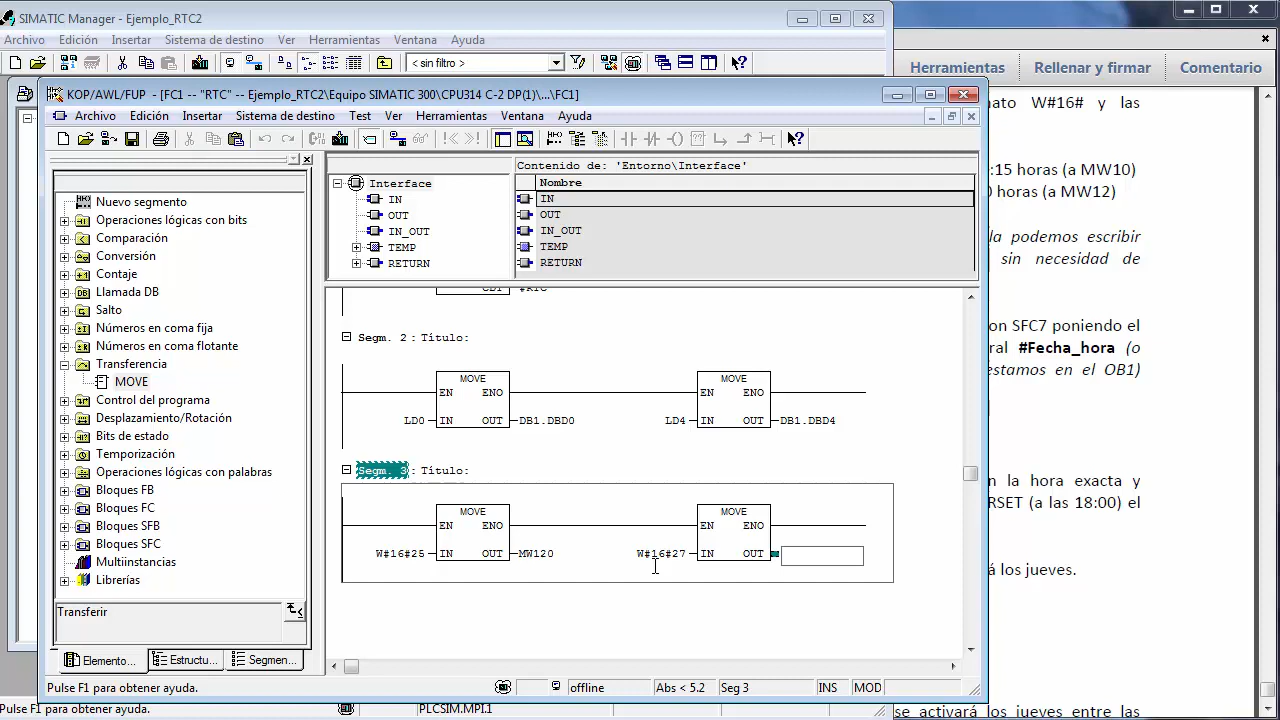 SIMATIC Manager - Ejemplo_RTC2
Archivo Edición Insertar Sistema de destino Ver Herramientas Ventana Ayuda
< sin filtro >
Herramientas Rellenar y firmar Comentario
KOP/AWL/FUP - [FC1 -- "RTC" -- Ejemplo_RTC2\Equipo SIMATIC 300\CPU314 C-2 DP(1)\...\FC1]
Archivo Edición Insertar Sistema de destino Test Ver Herramientas Ventana Ayuda
Nuevo segmento
Operaciones lógicas con bits
Comparación
Conversión
Contaje
Llamada DB
Salto
Números en coma fija
Números en coma flotante
Transferencia
MOVE
Control del programa
Desplazamiento/Rotación
Bits de estado
Temporización
Operaciones lógicas con palabras
Bloques FB
Bloques FC
Bloques SFB
Bloques SFC
Multiinstancias
Librerías
Transferir
Elemento... Estructu... Segmen...
Interface
IN
OUT
IN_OUT
TEMP
RETURN
Contenido de: 'Entorno\Interface'
Nombre
IN
OUT
IN_OUT
TEMP
RETURN
CD1 #RTC
Segm. 2 : Título:
MOVE MOVE
EN ENO EN ENO
LD0 IN OUT DB1.DBD0 LD4 IN OUT DB1.DBD4
Segm. 3 : Título:
MOVE MOVE
EN ENO EN ENO
W#16#25 IN OUT MW120 W#16#27 IN OUT
Pulse F1 para obtener ayuda. offline Abs < 5.2 Seg 3 INS MOD
Pulse F1 para obtener ayuda. PLCSIM.MPI.1
nato W#16# y las
:15 horas (a MW10)
0 horas (a MW12)
la podemos escribir
sin necesidad de
on SFC7 poniendo el
ral #Fecha_hora (o
estamos en el OB1)
n la hora exacta y
RSET (a las 18:00) el
á los jueves.
se activará los jueves entre las